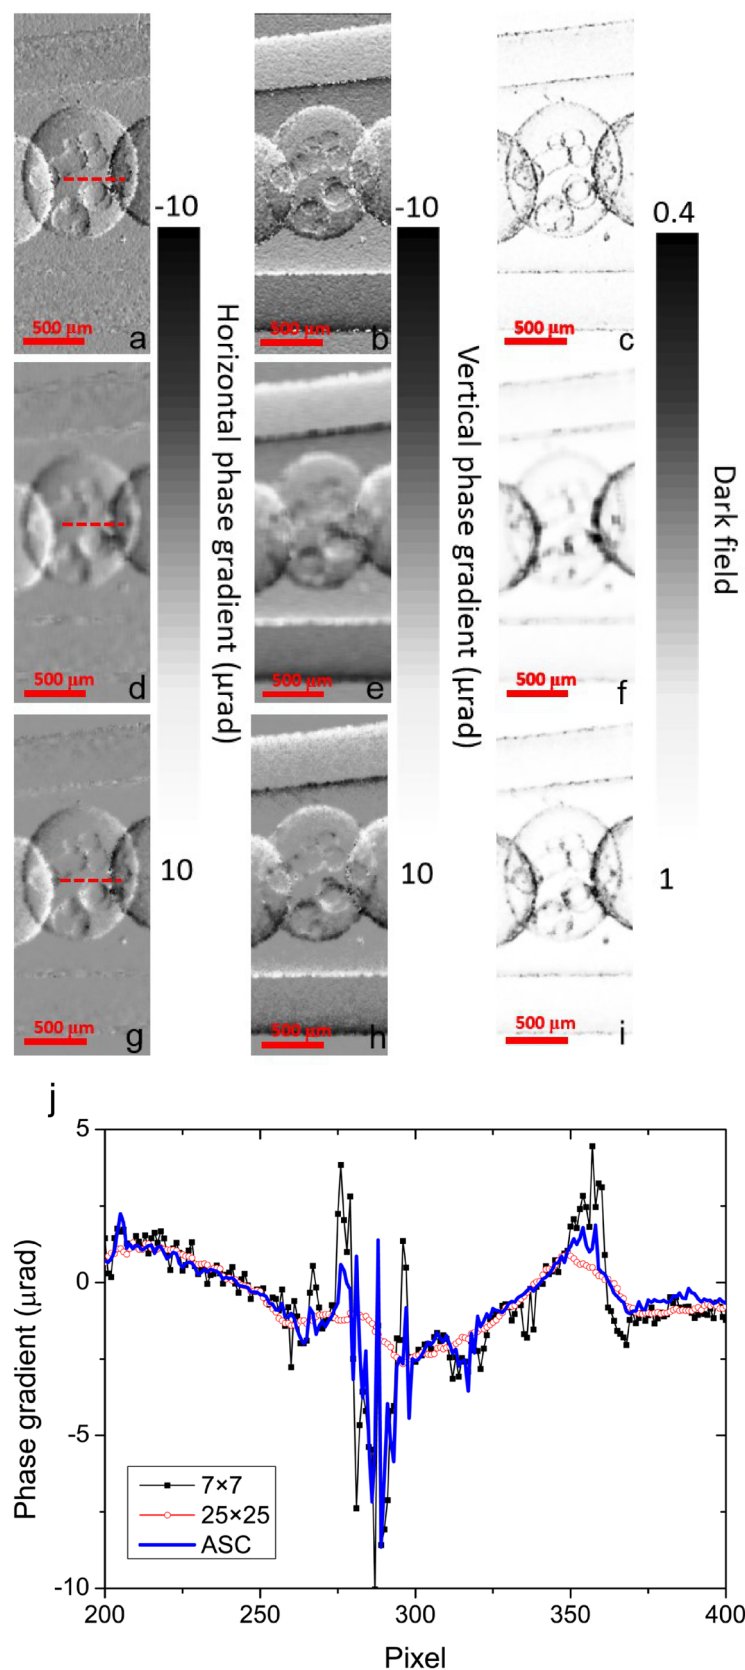 -10
-10
0.4
500 μm
a
500 μm
b
500 μm
c
Horizontal phase gradient (μrad)
Vertical phase gradient (μrad)
Dark field
500 μm
d
500 μm
e
500 μm
f
10
10
1
500 μm
g
500 μm
h
500 μm
i
j
5
0
-5
-10
Phase gradient (μrad)
7×7
25×25
ASC
200
250
300
350
400
Pixel